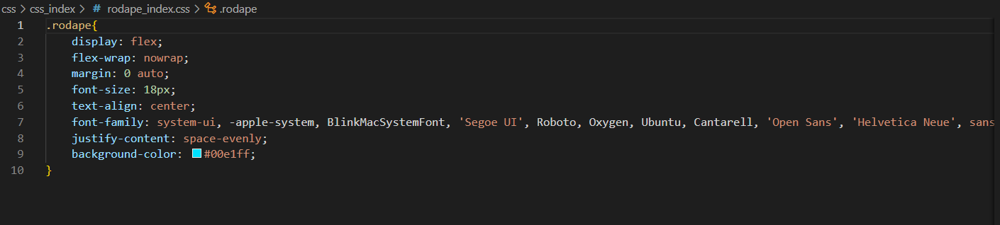 css > css_index > # rodape_index.css > .rodape
1 .rodape{
2 display: flex;
3 flex-wrap: nowrap;
4 margin: 0 auto;
5 font-size: 18px;
6 text-align: center;
7 font-family: system-ui, -apple-system, BlinkMacSystemFont, 'Segoe UI', Roboto, Oxygen, Ubuntu, Cantarell, 'Open Sans', 'Helvetica Neue', sans
8 justify-content: space-evenly;
9 background-color: #00e1ff;
10 }